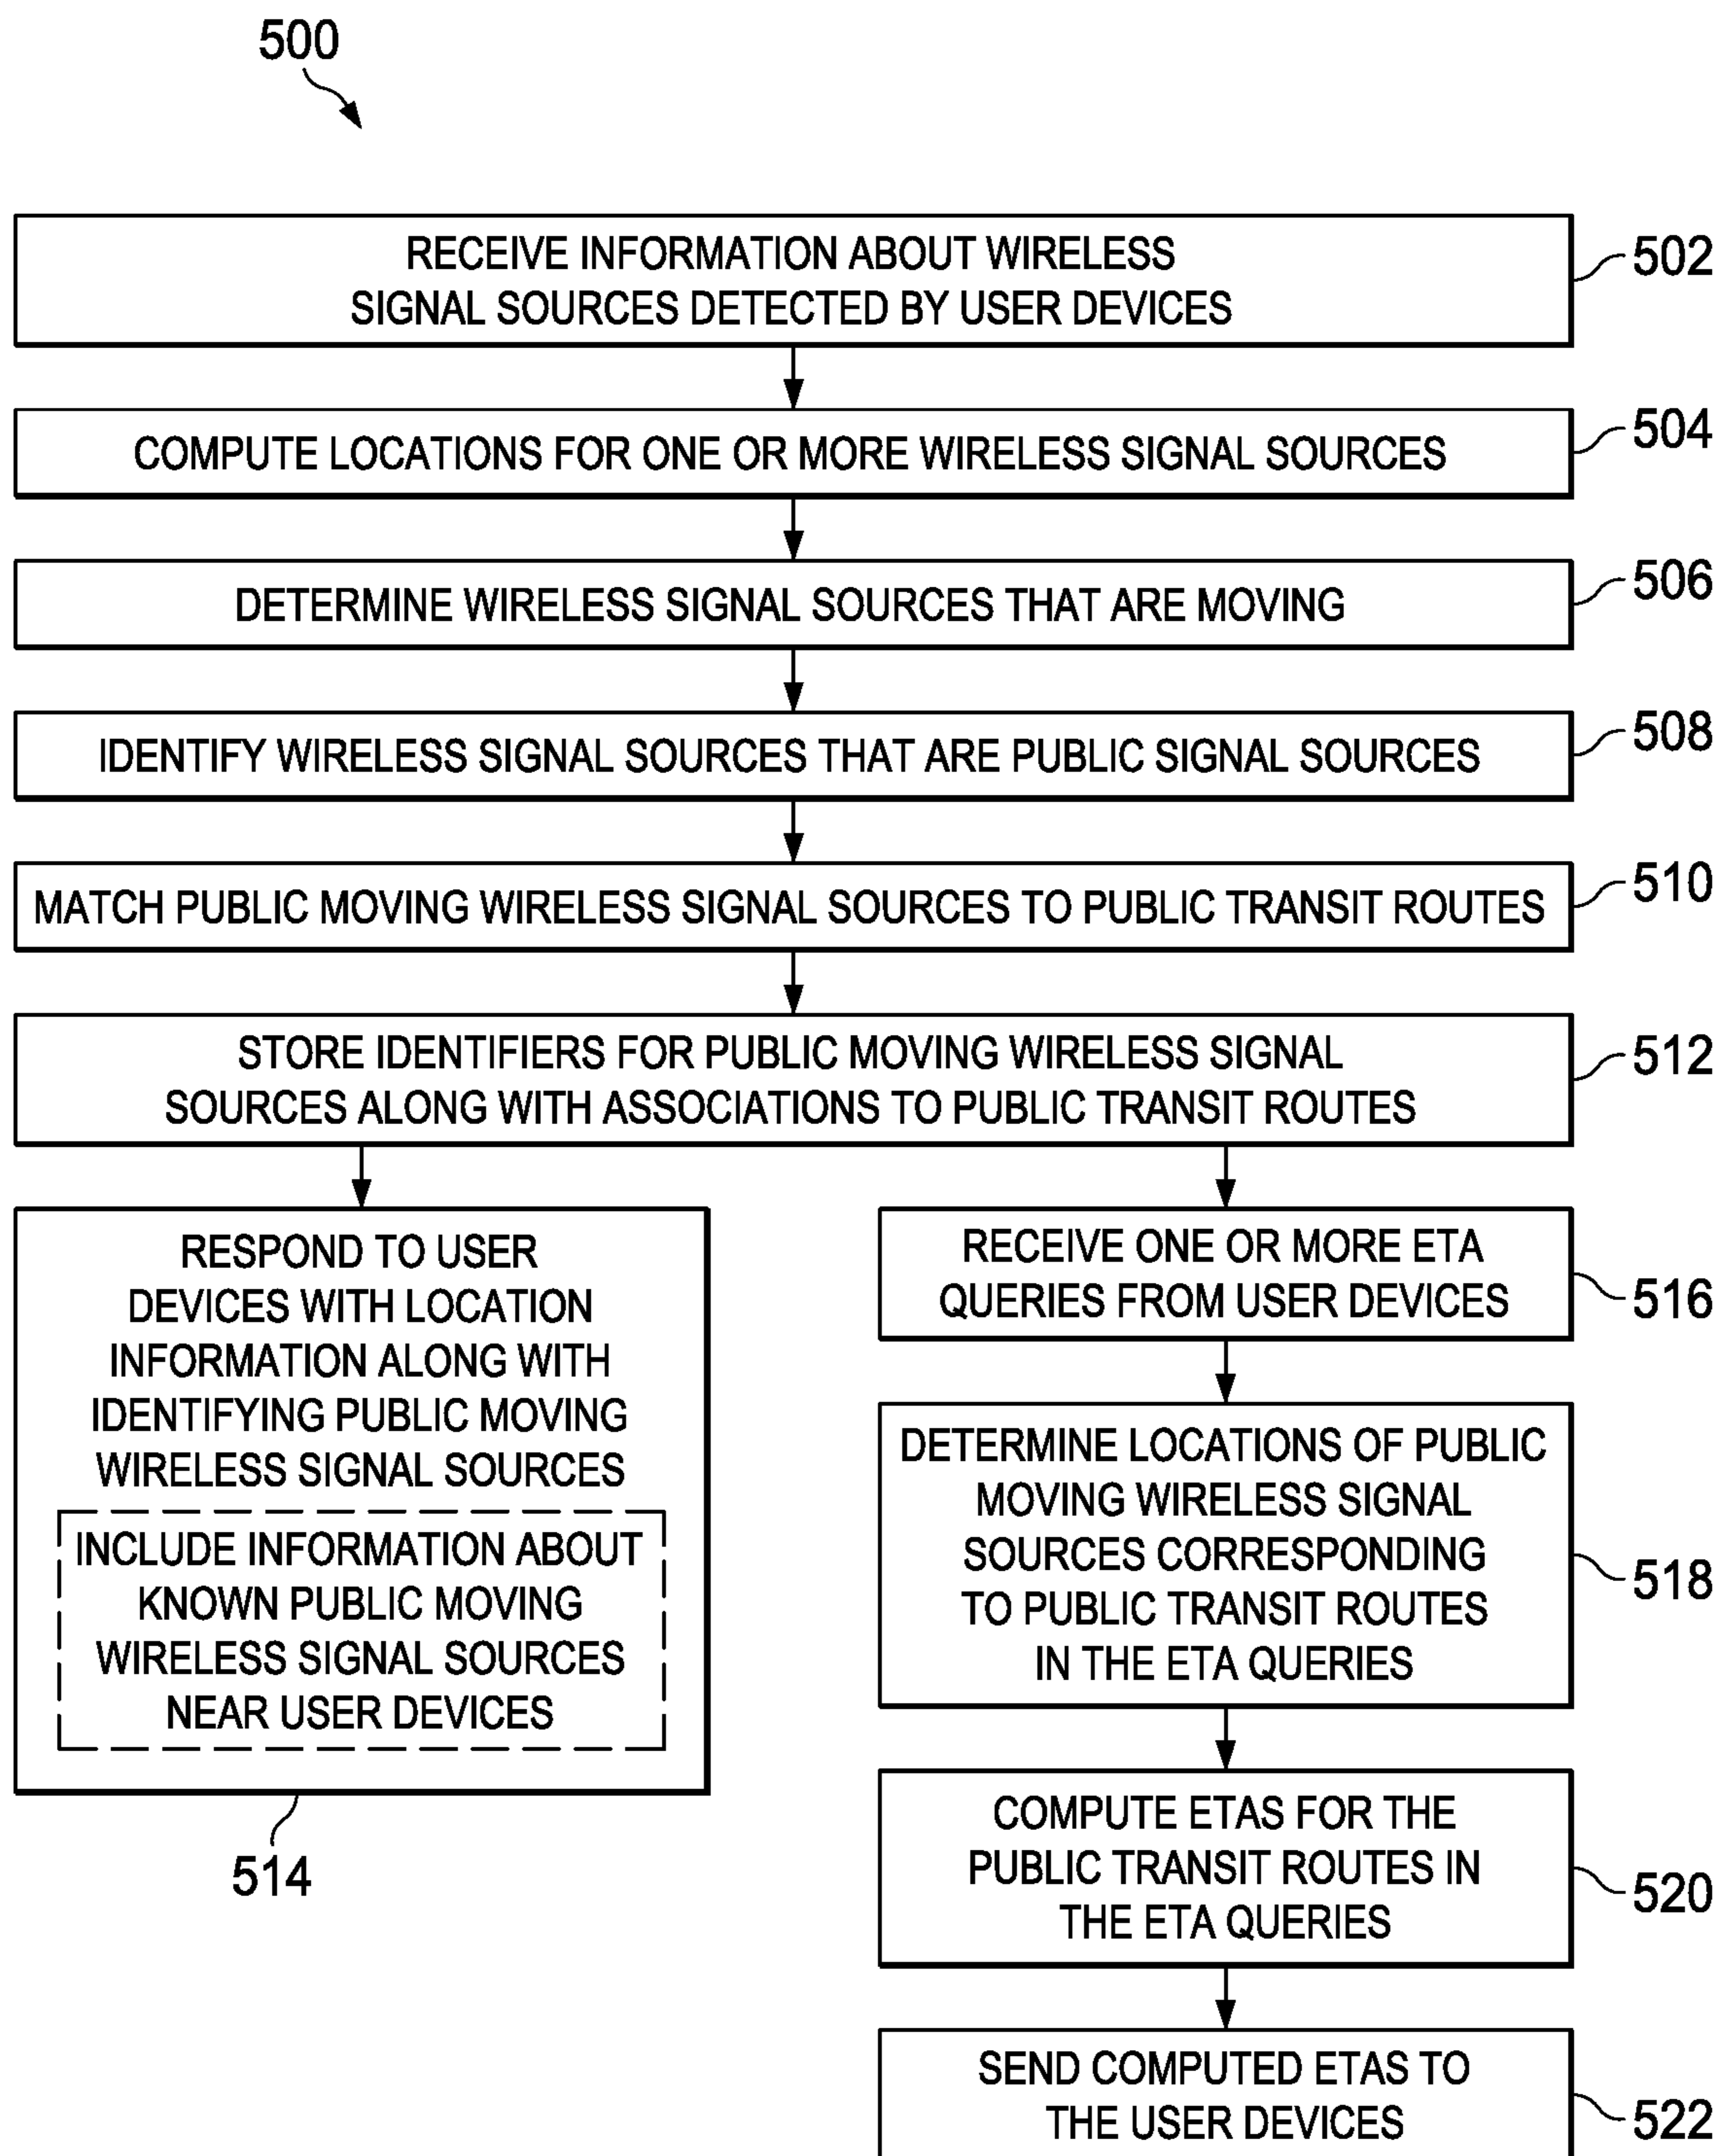 500
RECEIVE INFORMATION ABOUT WIRELESS
SIGNAL SOURCES DETECTED BY USER DEVICES
502
COMPUTE LOCATIONS FOR ONE OR MORE WIRELESS SIGNAL SOURCES
504
DETERMINE WIRELESS SIGNAL SOURCES THAT ARE MOVING
506
IDENTIFY WIRELESS SIGNAL SOURCES THAT ARE PUBLIC SIGNAL SOURCES
508
MATCH PUBLIC MOVING WIRELESS SIGNAL SOURCES TO PUBLIC TRANSIT ROUTES
510
STORE IDENTIFIERS FOR PUBLIC MOVING WIRELESS SIGNAL
SOURCES ALONG WITH ASSOCIATIONS TO PUBLIC TRANSIT ROUTES
512
RESPOND TO USER
DEVICES WITH LOCATION
INFORMATION ALONG WITH
IDENTIFYING PUBLIC MOVING
WIRELESS SIGNAL SOURCES
INCLUDE INFORMATION ABOUT
KNOWN PUBLIC MOVING
WIRELESS SIGNAL SOURCES
NEAR USER DEVICES
514
RECEIVE ONE OR MORE ETA
QUERIES FROM USER DEVICES
516
DETERMINE LOCATIONS OF PUBLIC
MOVING WIRELESS SIGNAL
SOURCES CORRESPONDING
TO PUBLIC TRANSIT ROUTES
IN THE ETA QUERIES
518
COMPUTE ETAS FOR THE
PUBLIC TRANSIT ROUTES IN
THE ETA QUERIES
520
SEND COMPUTED ETAS TO
THE USER DEVICES
522